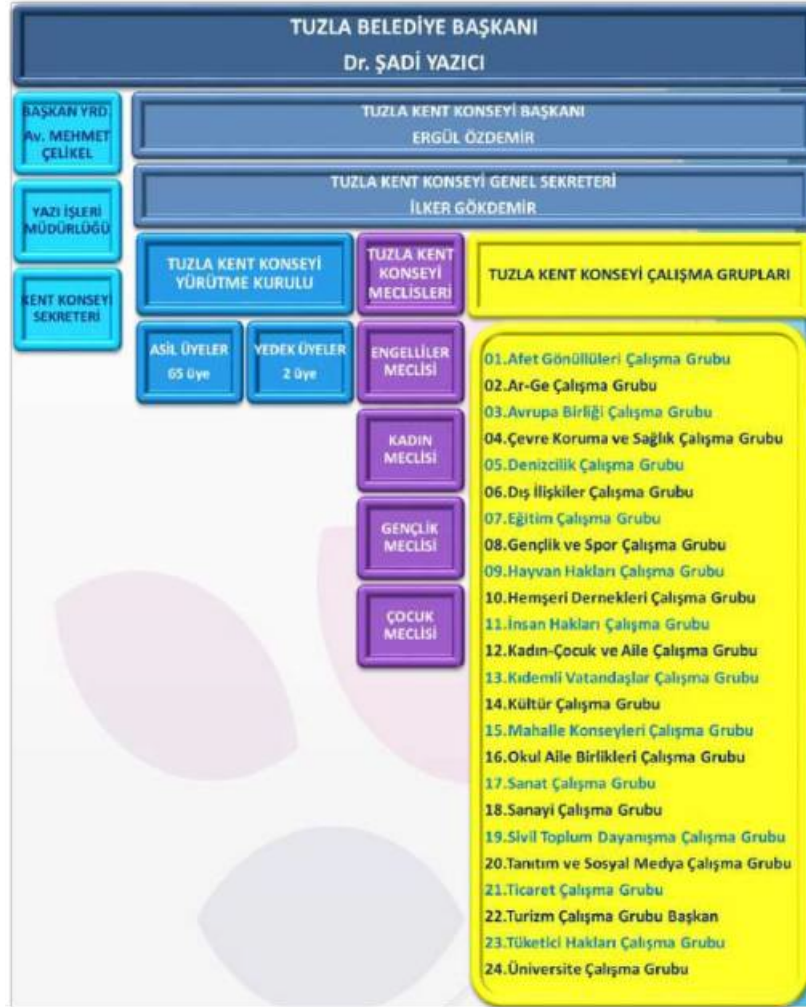 TUZLA BELEDİYE BAŞKANI
Dr. ŞADİ YAZICI
BAŞKAN YRD.
Av. MEHMET
ÇELİKEL
YAZI İŞLERİ
MÜDÜRLÜĞÜ
KENT KONSEYİ
SEKRETERİ
TUZLA KENT KONSEYİ BAŞKANI
ERGÜL ÖZDEMİR
TUZLA KENT KONSEYİ GENEL SEKRETERİ
İLKER GÖKDEMİR
TUZLA KENT KONSEYİ
YÜRÜTME KURULU
ASİL ÜYELER
65 üye
YEDEK ÜYELER
2 üye
TUZLA KENT
KONSEYİ
MECLİSLERİ
ENGELLİLER
MECLİSİ
KADIN
MECLİSİ
GENÇLİK
MECLİSİ
ÇOCUK
MECLİSİ
TUZLA KENT KONSEYİ ÇALIŞMA GRUPLARI
01.Afet Gönüllüleri Çalışma Grubu
02.Ar-Ge Çalışma Grubu
03.Avrupa Birliği Çalışma Grubu
04.Çevre Koruma ve Sağlık Çalışma Grubu
05.Denizcilik Çalışma Grubu
06.Dış İlişkiler Çalışma Grubu
07.Eğitim Çalışma Grubu
08.Gençlik ve Spor Çalışma Grubu
09.Hayvan Hakları Çalışma Grubu
10.Hemşeri Dernekleri Çalışma Grubu
11.İnsan Hakları Çalışma Grubu
12.Kadın-Çocuk ve Aile Çalışma Grubu
13.Kıdemli Vatandaşlar Çalışma Grubu
14.Kültür Çalışma Grubu
15.Mahalle Konseyleri Çalışma Grubu
16.Okul Aile Birlikleri Çalışma Grubu
17.Sanat Çalışma Grubu
18.Sanayi Çalışma Grubu
19.Sivil Toplum Dayanışma Çalışma Grubu
20.Tanıtım ve Sosyal Medya Çalışma Grubu
21.Ticaret Çalışma Grubu
22.Turizm Çalışma Grubu Başkan
23.Tüketici Hakları Çalışma Grubu
24.Üniversite Çalışma Grubu